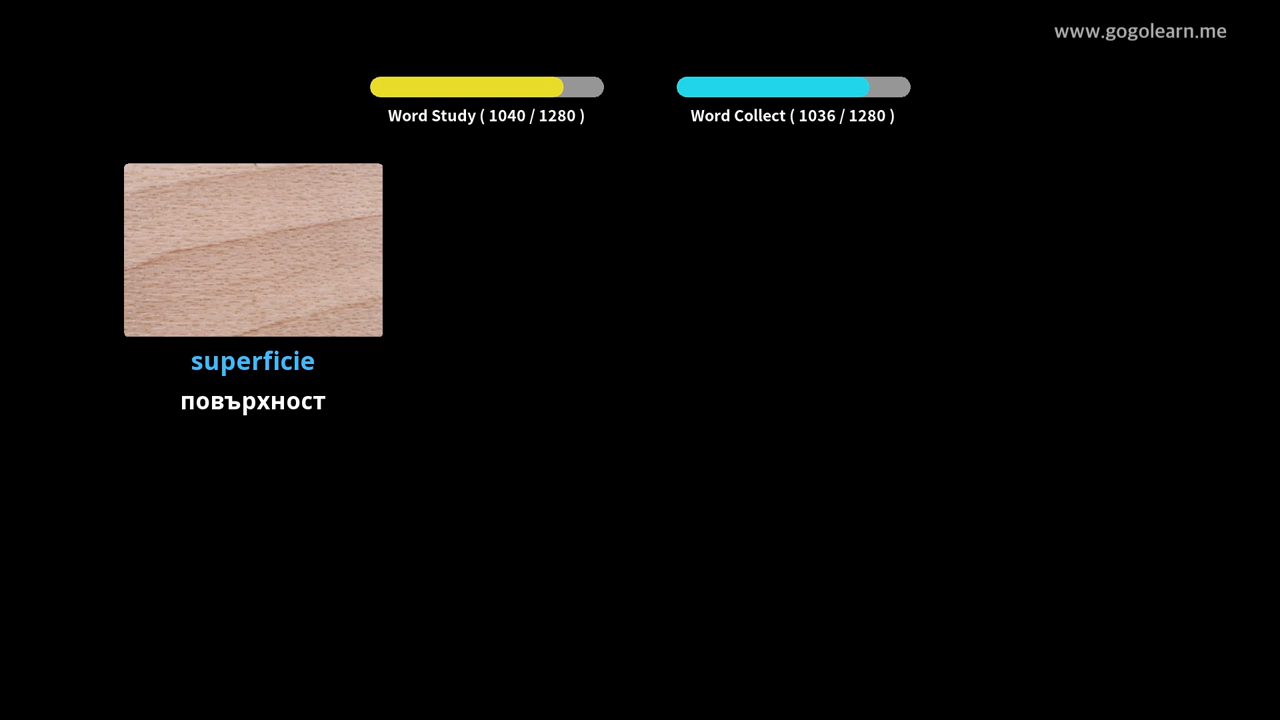 www.gogolearn.me
Word Study ( 1040 / 1280 )
Word Collect ( 1036 / 1280 )
superficie
повърхност